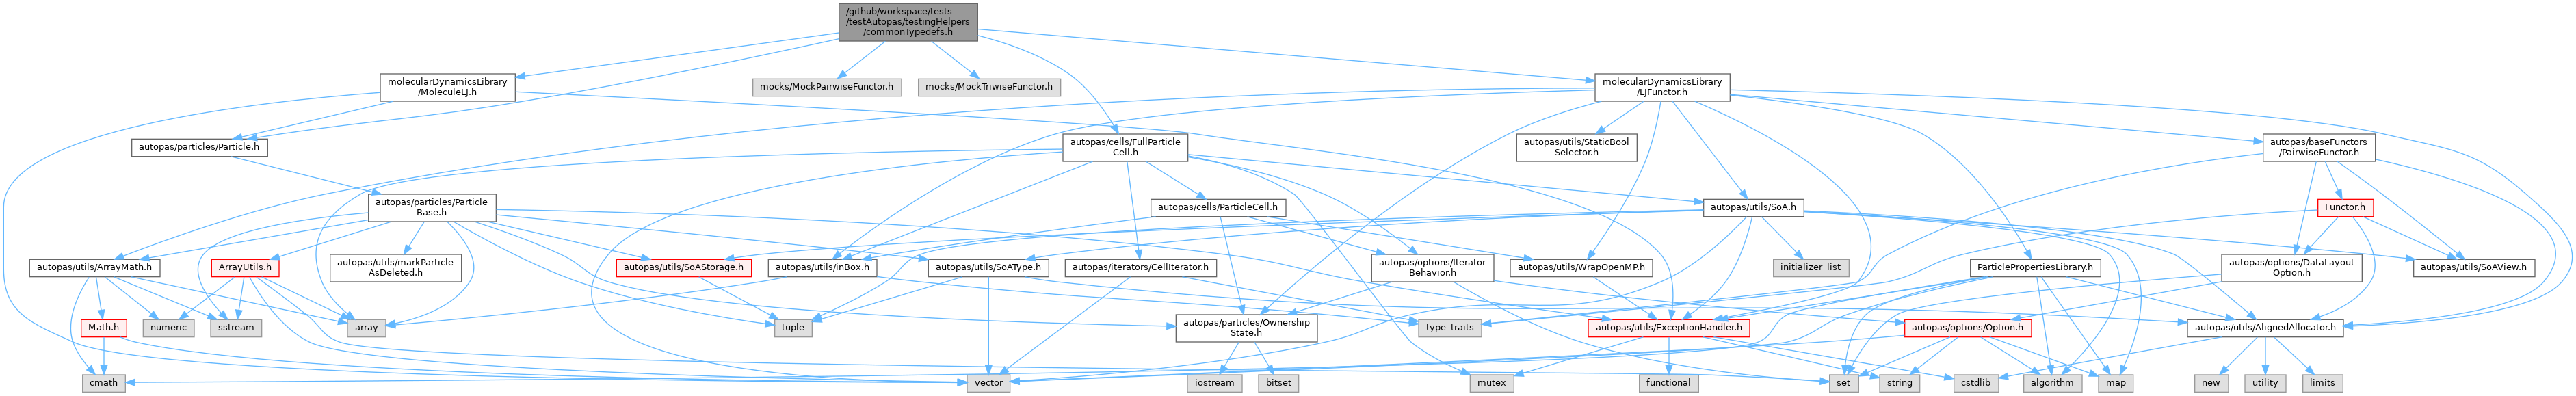 /github/workspace/tests
/testAutopas/testingHelpers
/commonTypedefs.h
molecularDynamicsLibrary
/MoleculeLJ.h
mocks/MockPairwiseFunctor.h
mocks/MockTriwiseFunctor.h
molecularDynamicsLibrary
/LJFunctor.h
autopas/particles/Particle.h
autopas/cells/FullParticle
Cell.h
autopas/utils/StaticBool
Selector.h
autopas/baseFunctors
/PairwiseFunctor.h
autopas/particles/Particle
Base.h
autopas/cells/ParticleCell.h
autopas/utils/SoA.h
Functor.h
autopas/utils/ArrayMath.h
ArrayUtils.h
autopas/utils/markParticle
AsDeleted.h
autopas/utils/SoAStorage.h
autopas/utils/inBox.h
autopas/utils/SoAType.h
autopas/iterators/CellIterator.h
autopas/options/Iterator
Behavior.h
autopas/utils/WrapOpenMP.h
initializer_list
ParticlePropertiesLibrary.h
autopas/options/DataLayout
Option.h
autopas/utils/SoAView.h
Math.h
numeric
sstream
array
tuple
autopas/particles/Ownership
State.h
type_traits
autopas/utils/ExceptionHandler.h
autopas/options/Option.h
autopas/utils/AlignedAllocator.h
cmath
vector
iostream
bitset
mutex
functional
set
string
cstdlib
algorithm
map
new
utility
limits